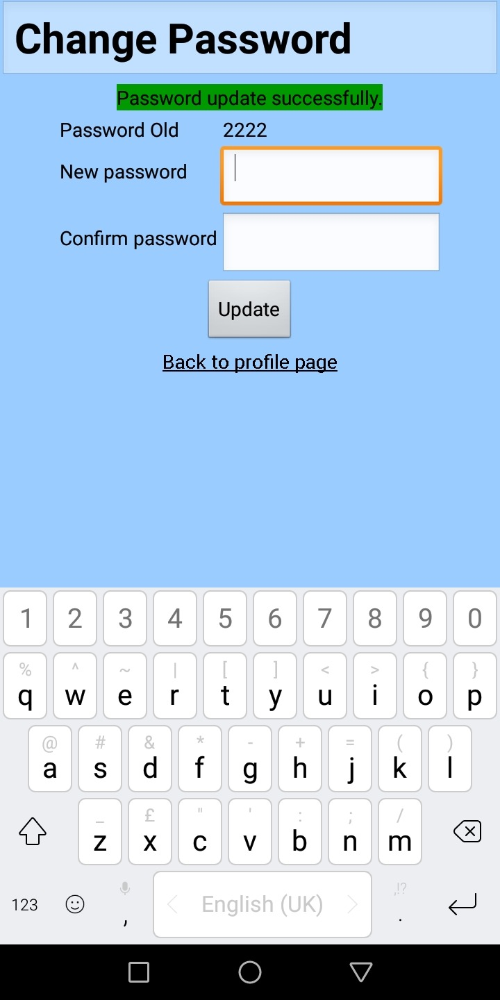 Change Password
Password update successfully.
Password Old 2222
New password
Confirm password
Update
Back to profile page
1 2 3 4 5 6 7 8 9 0
% ^ ~ | [ ] < > { }
q w e r t y u i o p
@ # & * - + = ( )
a s d f g h j k l
_ £ " ' : ; /
z x c v b n m
,!?
123 , English (UK) .